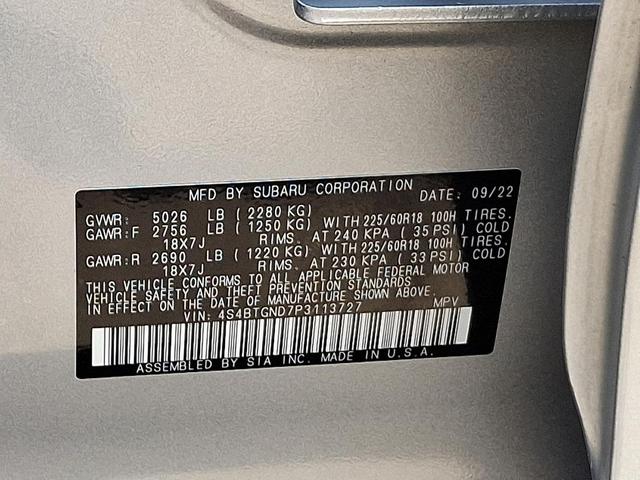 MFD BY SUBARU CORPORATION DATE: 09/22
GVWR: 5026 LB ( 2280 KG)
GAWR:F 2756 LB ( 1250 KG) WITH 225/60R18 100H TIRES.
18X7J RIMS. AT 240 KPA ( 35 PSI) COLD
GAWR:R 2690 LB ( 1220 KG) WITH 225/60R18 100H TIRES.
18X7J RIMS. AT 230 KPA ( 33 PSI) COLD
THIS VEHICLE CONFORMS TO ALL APPLICABLE FEDERAL MOTOR
VEHICLE SAFETY AND THEFT PREVENTION STANDARDS
IN EFFECT ON THE DATE OF MANUFACTURE SHOWN ABOVE.
VIN: 4S4BTGND7P3113727 MPV
ASSEMBLED BY SIA INC. MADE IN U.S.A.